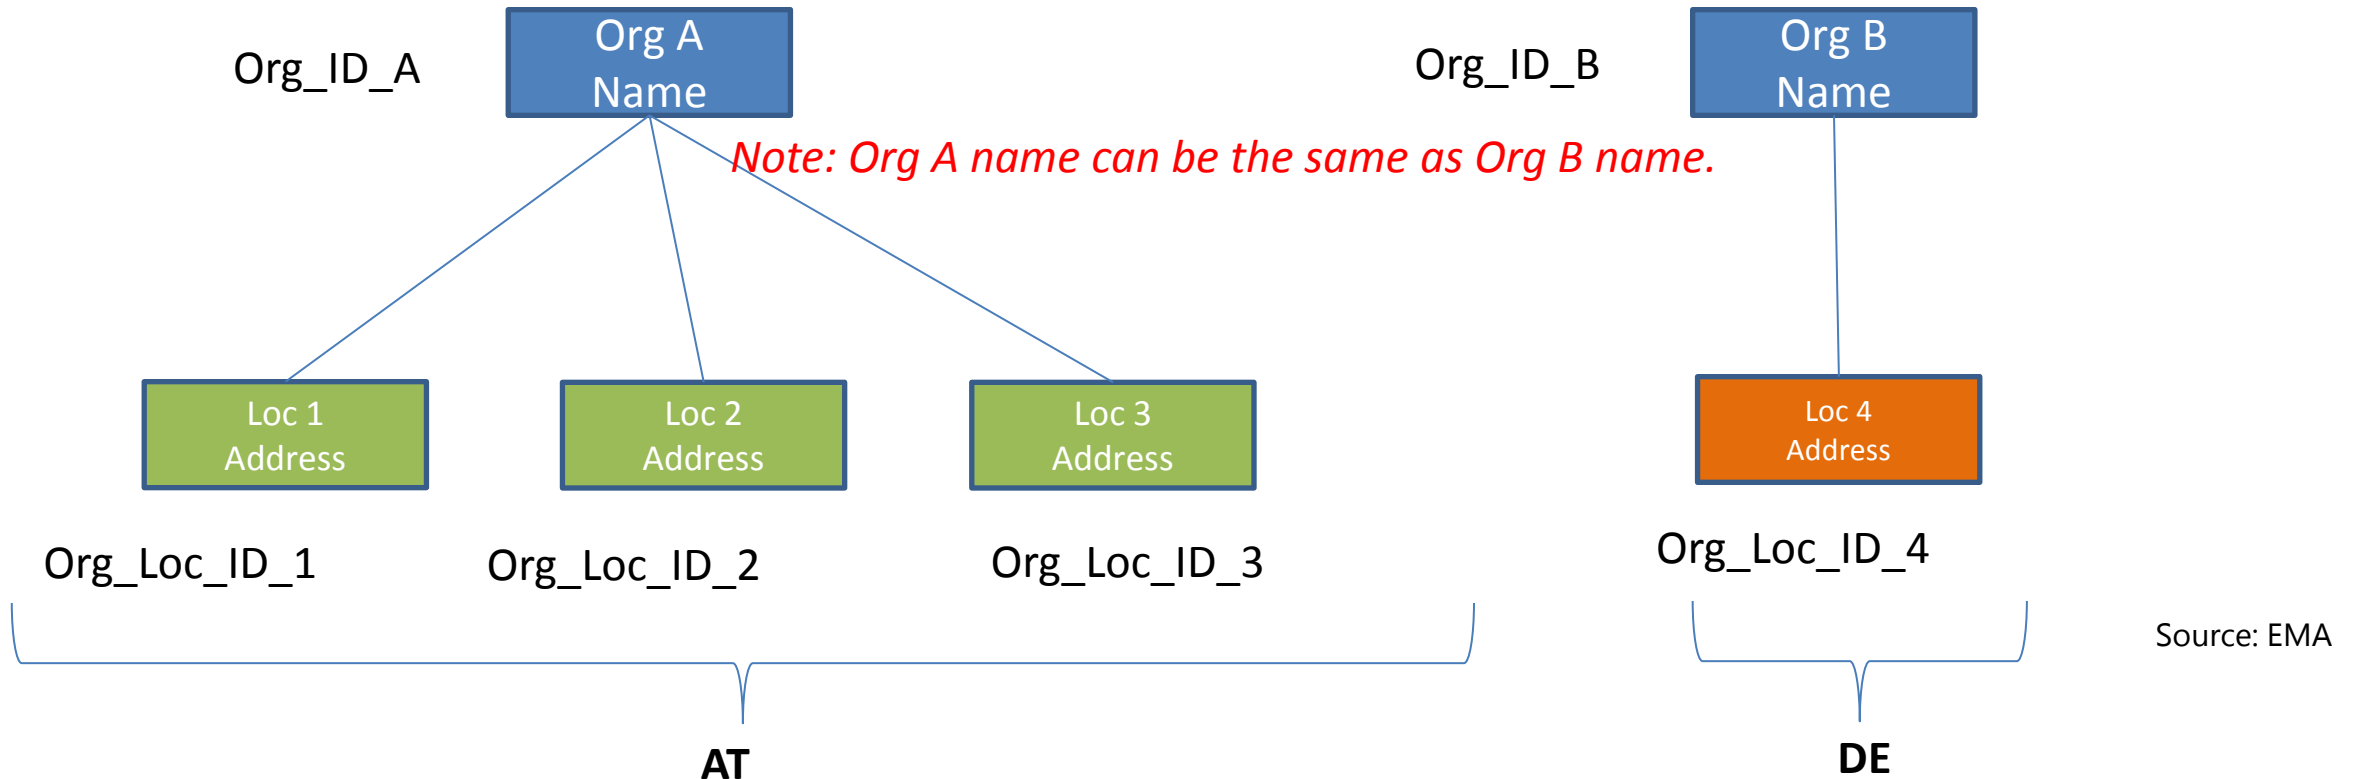 Org_ID_A
Org A
Name
Org_ID_B
Org B
Name
Note: Org A name can be the same as Org B name.
Loc 1
Address
Loc 2
Address
Loc 3
Address
Loc 4
Address
Org_Loc_ID_1
Org_Loc_ID_2
Org_Loc_ID_3
Org_Loc_ID_4
Source: EMA
AT
DE